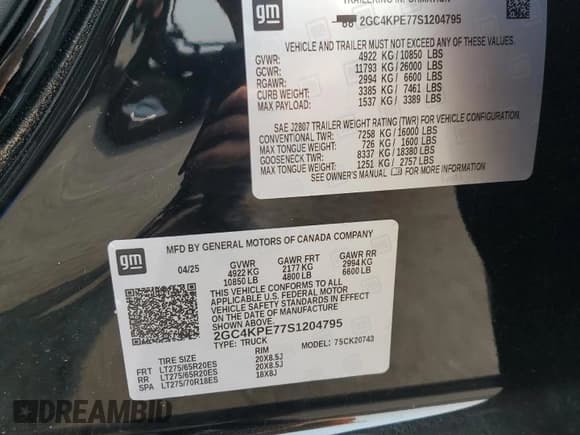 gm
TRAILERING INFORMATION
2GC4KPE77S1204795
VEHICLE AND TRAILER MUST NOT EXCEED ANY OF THESE WEIGHTS:
GVWR: 4922 KG/10850 LBS
GCWR: 11793 KG/26000 LBS
RGAWR: 2994 KG/ 6600 LBS
CURB WEIGHT: 3385 KG/ 7461 LBS
MAX PAYLOAD: 1537 KG/ 3389 LBS
SAE J2807 TRAILER WEIGHT RATING (TWR) FOR VEHICLE CONFIGURATION.
CONVENTIONAL TWR: 7258 KG/16000 LBS
MAX TONGUE WEIGHT: 726 KG/ 1600 LBS
GOOSENECK TWR: 8337 KG/18380 LBS
MAX TONGUE WEIGHT: 1251 KG/ 2757 LBS
SEE OWNER'S MANUAL FOR MORE INFORMATION
gm
MFD BY GENERAL MOTORS OF CANADA COMPANY
04/25 GVWR GAWR FRT GAWR RR
4922 KG 2177 KG 2994 KG
10850 LB 4800 LB 6600 LB
THIS VEHICLE CONFORMS TO ALL
APPLICABLE U.S. FEDERAL MOTOR
VEHICLE SAFETY STANDARDS IN EFFECT
ON THE DATE OF MANUFACTURE
SHOWN ABOVE.
2GC4KPE77S1204795
TYPE: TRUCK MODEL: 7SCK20743
TIRE SIZE RIM
FRT LT275/65R20ES 20X8.5J
RR LT275/65R20ES 20X8.5J
SPA LT275/70R18ES 18X8J
DREAMBID